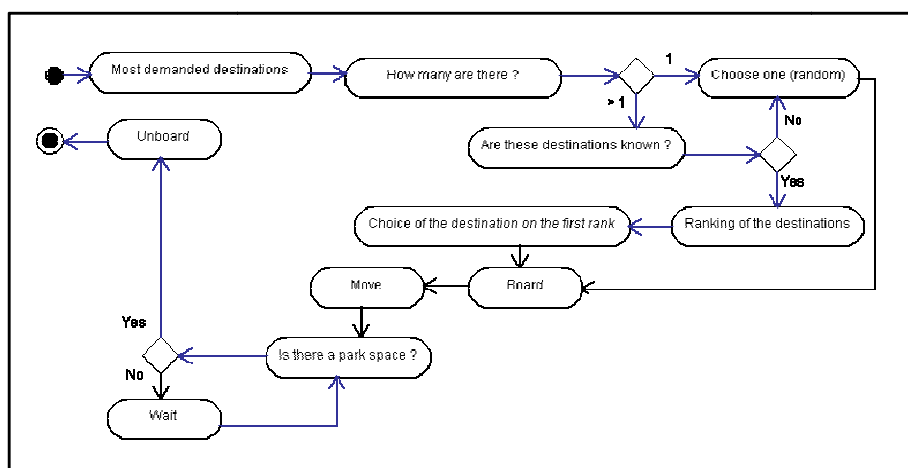 Most demanded destinations
How many are there ?
1
Choose one (random)
> 1
No
Unboard
Are these destinations known ?
Yes
Choice of the destination on the first rank
Ranking of the destinations
Move
Board
Yes
Is there a park space ?
No
Wait